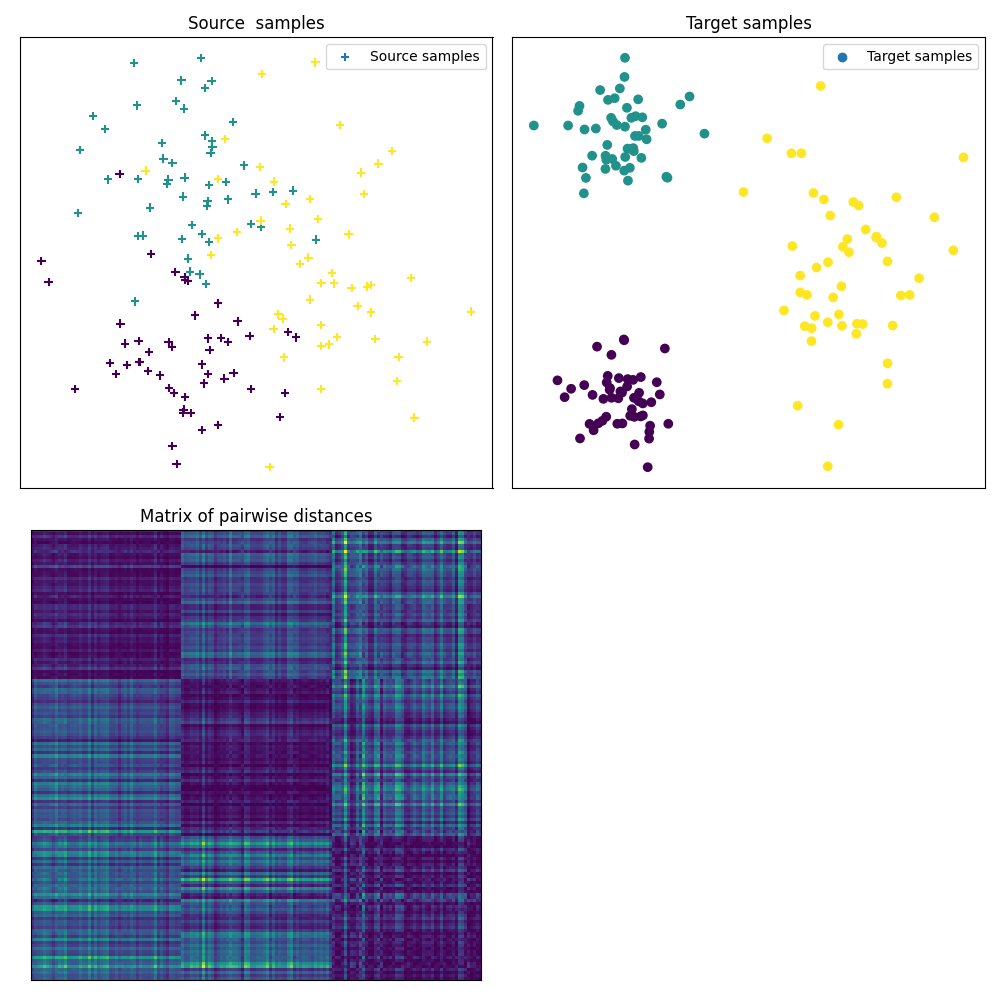 Source  samples
Source samples
Target samples
Target samples
Matrix of pairwise distances